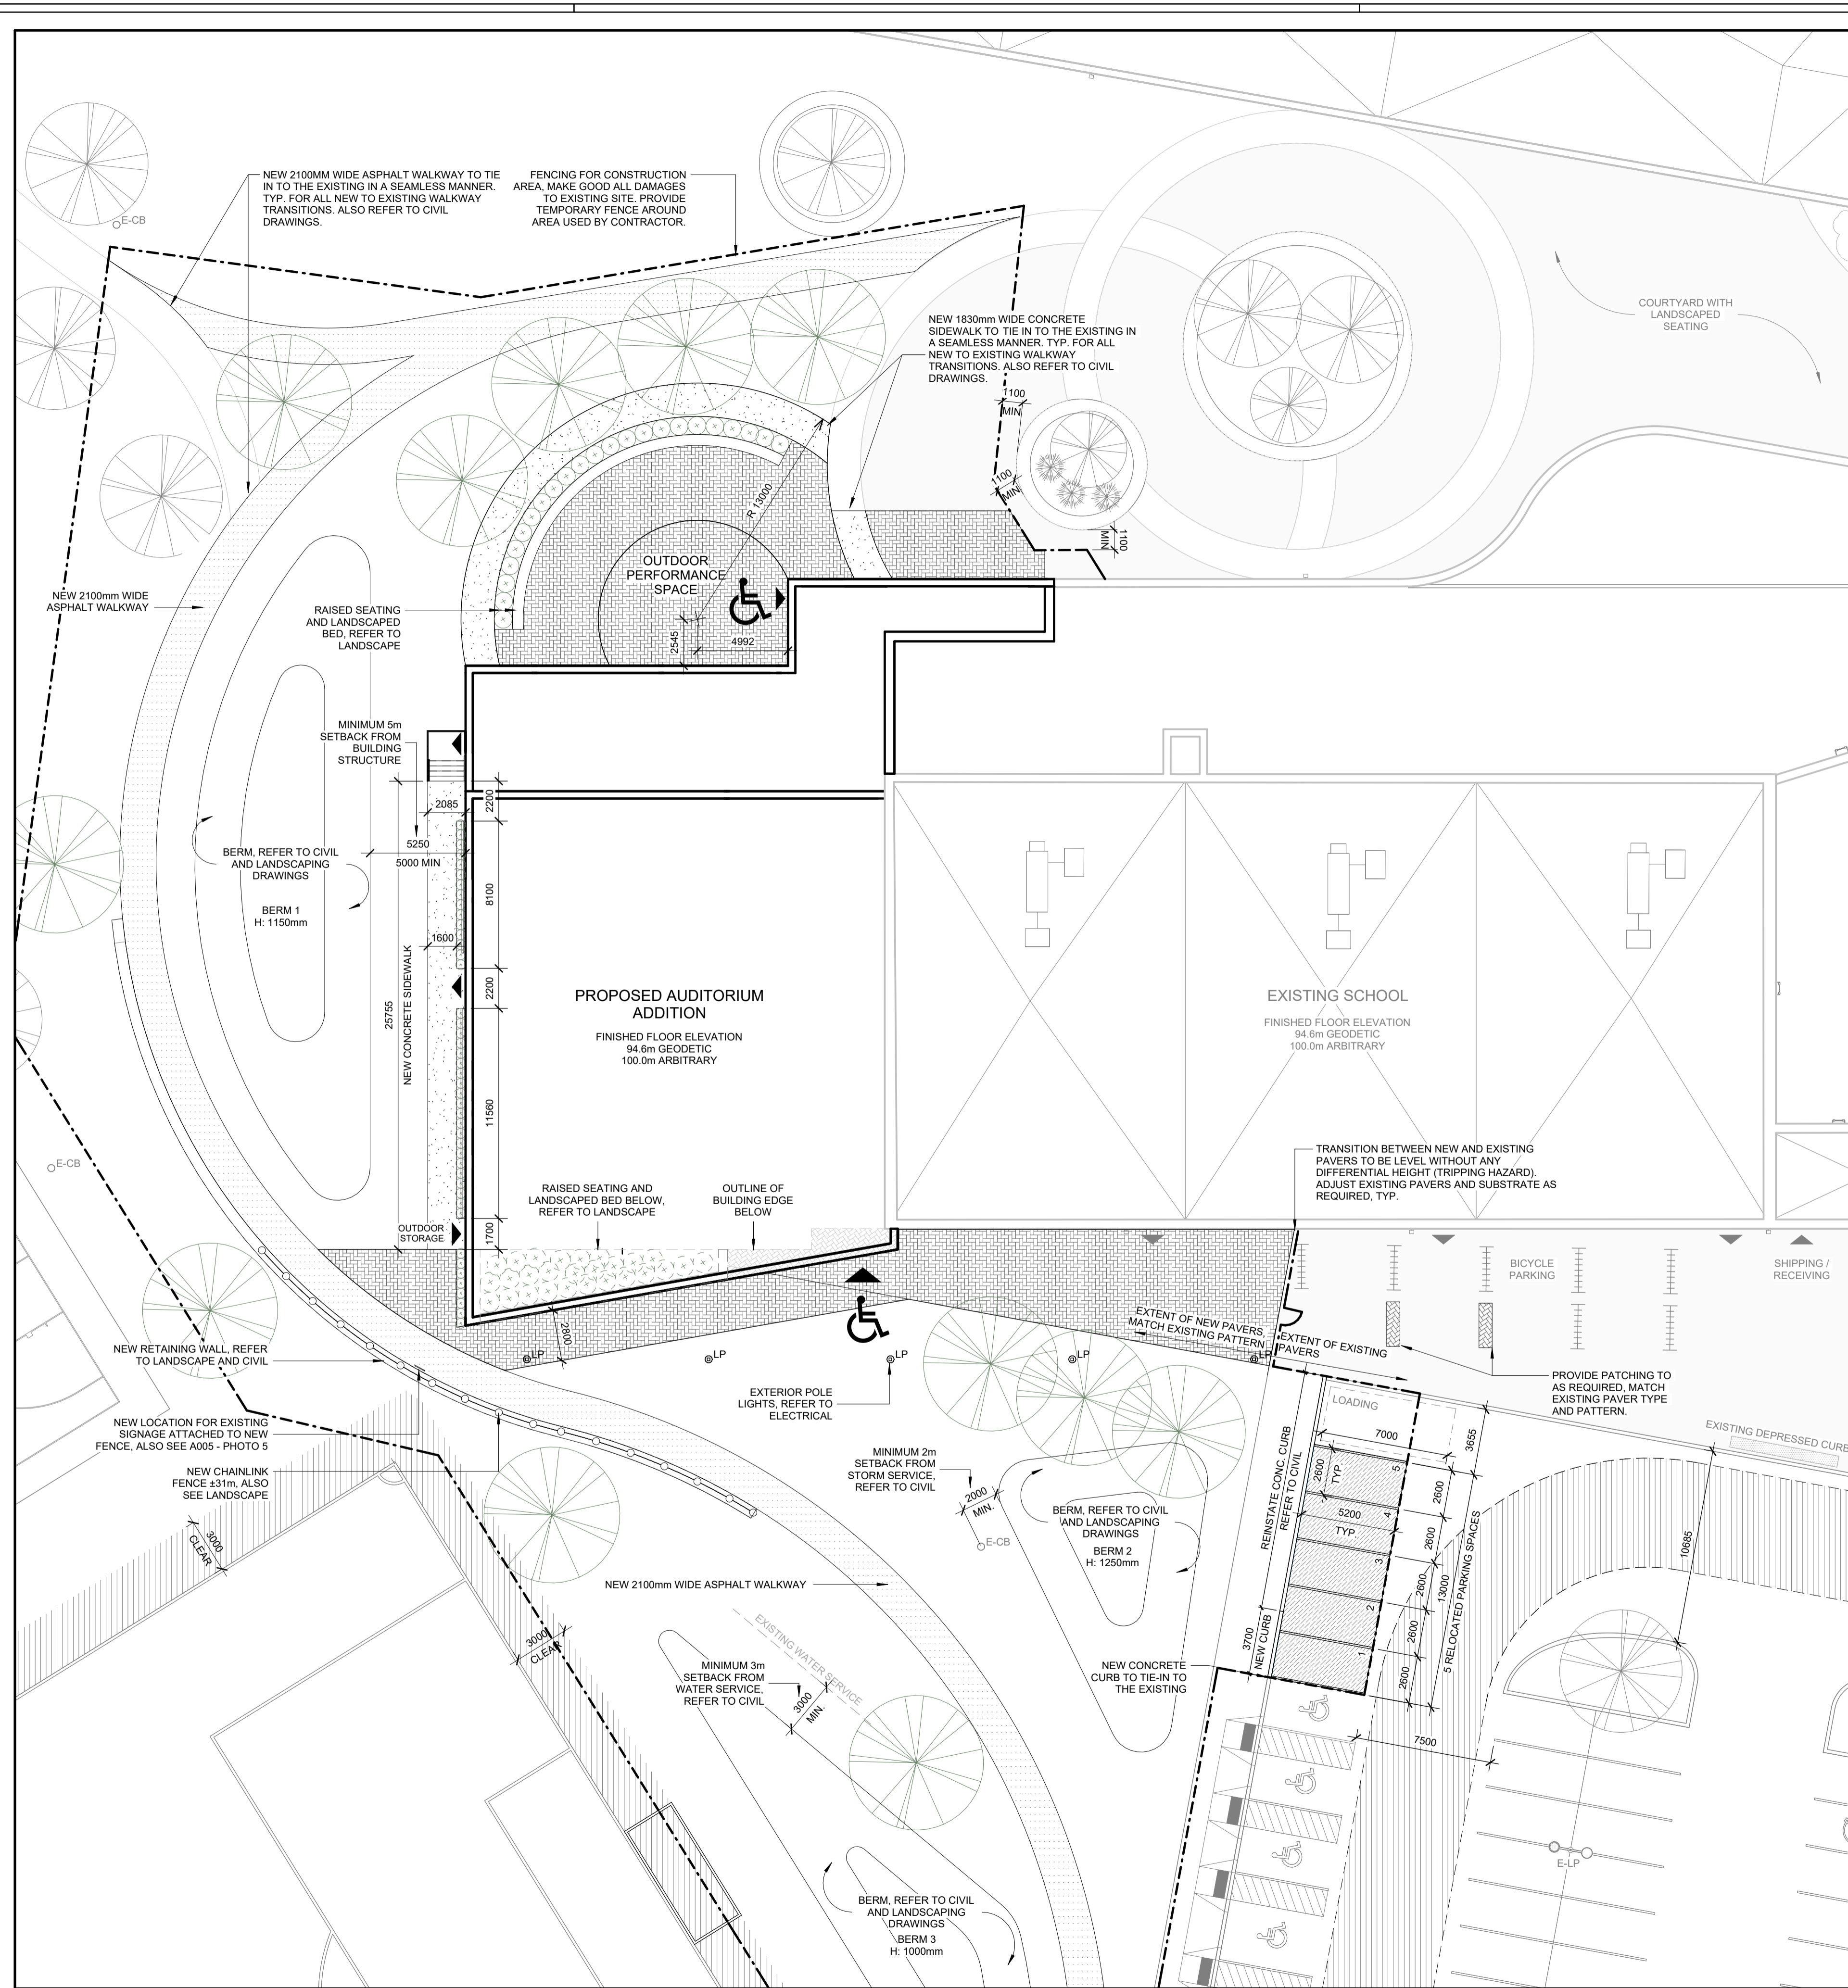 NEW 2100MM WIDE ASPHALT WALKWAY TO TIE
IN TO THE EXISTING IN A SEAMLESS MANNER.
TYP. FOR ALL NEW TO EXISTING WALKWAY
TRANSITIONS. ALSO REFER TO CIVIL
DRAWINGS.
FENCING FOR CONSTRUCTION
AREA, MAKE GOOD ALL DAMAGES
TO EXISTING SITE. PROVIDE
TEMPORARY FENCE AROUND
AREA USED BY CONTRACTOR.
E-CB
NEW 1830mm WIDE CONCRETE
SIDEWALK TO TIE IN TO THE EXISTING IN
A SEAMLESS MANNER. TYP. FOR ALL
NEW TO EXISTING WALKWAY
TRANSITIONS. ALSO REFER TO CIVIL
DRAWINGS.
COURTYARD WITH
LANDSCAPED
SEATING
1100
MIN
1100
MIN
1100
MIN
R 13000
OUTDOOR
PERFORMANCE
SPACE
2545
4992
NEW 2100mm WIDE
ASPHALT WALKWAY
RAISED SEATING
AND LANDSCAPED
BED, REFER TO
LANDSCAPE
MINIMUM 5m
SETBACK FROM
BUILDING
STRUCTURE
2085
2200
5250
5000 MIN
8100
1600
2200
25755
NEW CONCRETE SIDEWALK
11560
1700
BERM, REFER TO CIVIL
AND LANDSCAPING
DRAWINGS
BERM 1
H: 1150mm
PROPOSED AUDITORIUM
ADDITION
FINISHED FLOOR ELEVATION
94.6m GEODETIC
100.0m ARBITRARY
EXISTING SCHOOL
FINISHED FLOOR ELEVATION
94.6m GEODETIC
100.0m ARBITRARY
TRANSITION BETWEEN NEW AND EXISTING
PAVERS TO BE LEVEL WITHOUT ANY
DIFFERENTIAL HEIGHT (TRIPPING HAZARD).
ADJUST EXISTING PAVERS AND SUBSTRATE AS
REQUIRED, TYP.
E-CB
RAISED SEATING AND
LANDSCAPED BED BELOW,
REFER TO LANDSCAPE
OUTLINE OF
BUILDING EDGE
BELOW
OUTDOOR
STORAGE
BICYCLE
PARKING
SHIPPING /
RECEIVING
2800
LP
LP
LP
LP
LP
EXTENT OF NEW PAVERS,
MATCH EXISTING PATTERN
EXTENT OF EXISTING
PAVERS
NEW RETAINING WALL, REFER
TO LANDSCAPE AND CIVIL
EXTERIOR POLE
LIGHTS, REFER TO
ELECTRICAL
PROVIDE PATCHING TO
AS REQUIRED, MATCH
EXISTING PAVER TYPE
AND PATTERN.
NEW LOCATION FOR EXISTING
SIGNAGE ATTACHED TO NEW
FENCE, ALSO SEE A005 - PHOTO 5
NEW CHAINLINK
FENCE ±31m, ALSO
SEE LANDSCAPE
EXISTING DEPRESSED CURB
LOADING
7000
3655
2600
TYP.
5
5200
TYP
4
3
2
1
2600
2600
2600
2600
2600
13000
5 RELOCATED PARKING SPACES
10685
REINSTATE CONC. CURB
REFER TO CIVIL
3700
NEW CURB
MINIMUM 2m
SETBACK FROM
STORM SERVICE,
REFER TO CIVIL
2000
MIN.
E-CB
BERM, REFER TO CIVIL
AND LANDSCAPING
DRAWINGS
BERM 2
H: 1250mm
3000
CLEAR
NEW 2100mm WIDE ASPHALT WALKWAY
EXISTING WATER SERVICE
3000
CLEAR
MINIMUM 3m
SETBACK FROM
WATER SERVICE,
REFER TO CIVIL
3000
MIN.
NEW CONCRETE
CURB TO TIE-IN TO
THE EXISTING
7500
E-LP
BERM, REFER TO CIVIL
AND LANDSCAPING
DRAWINGS
BERM 3
H: 1000mm